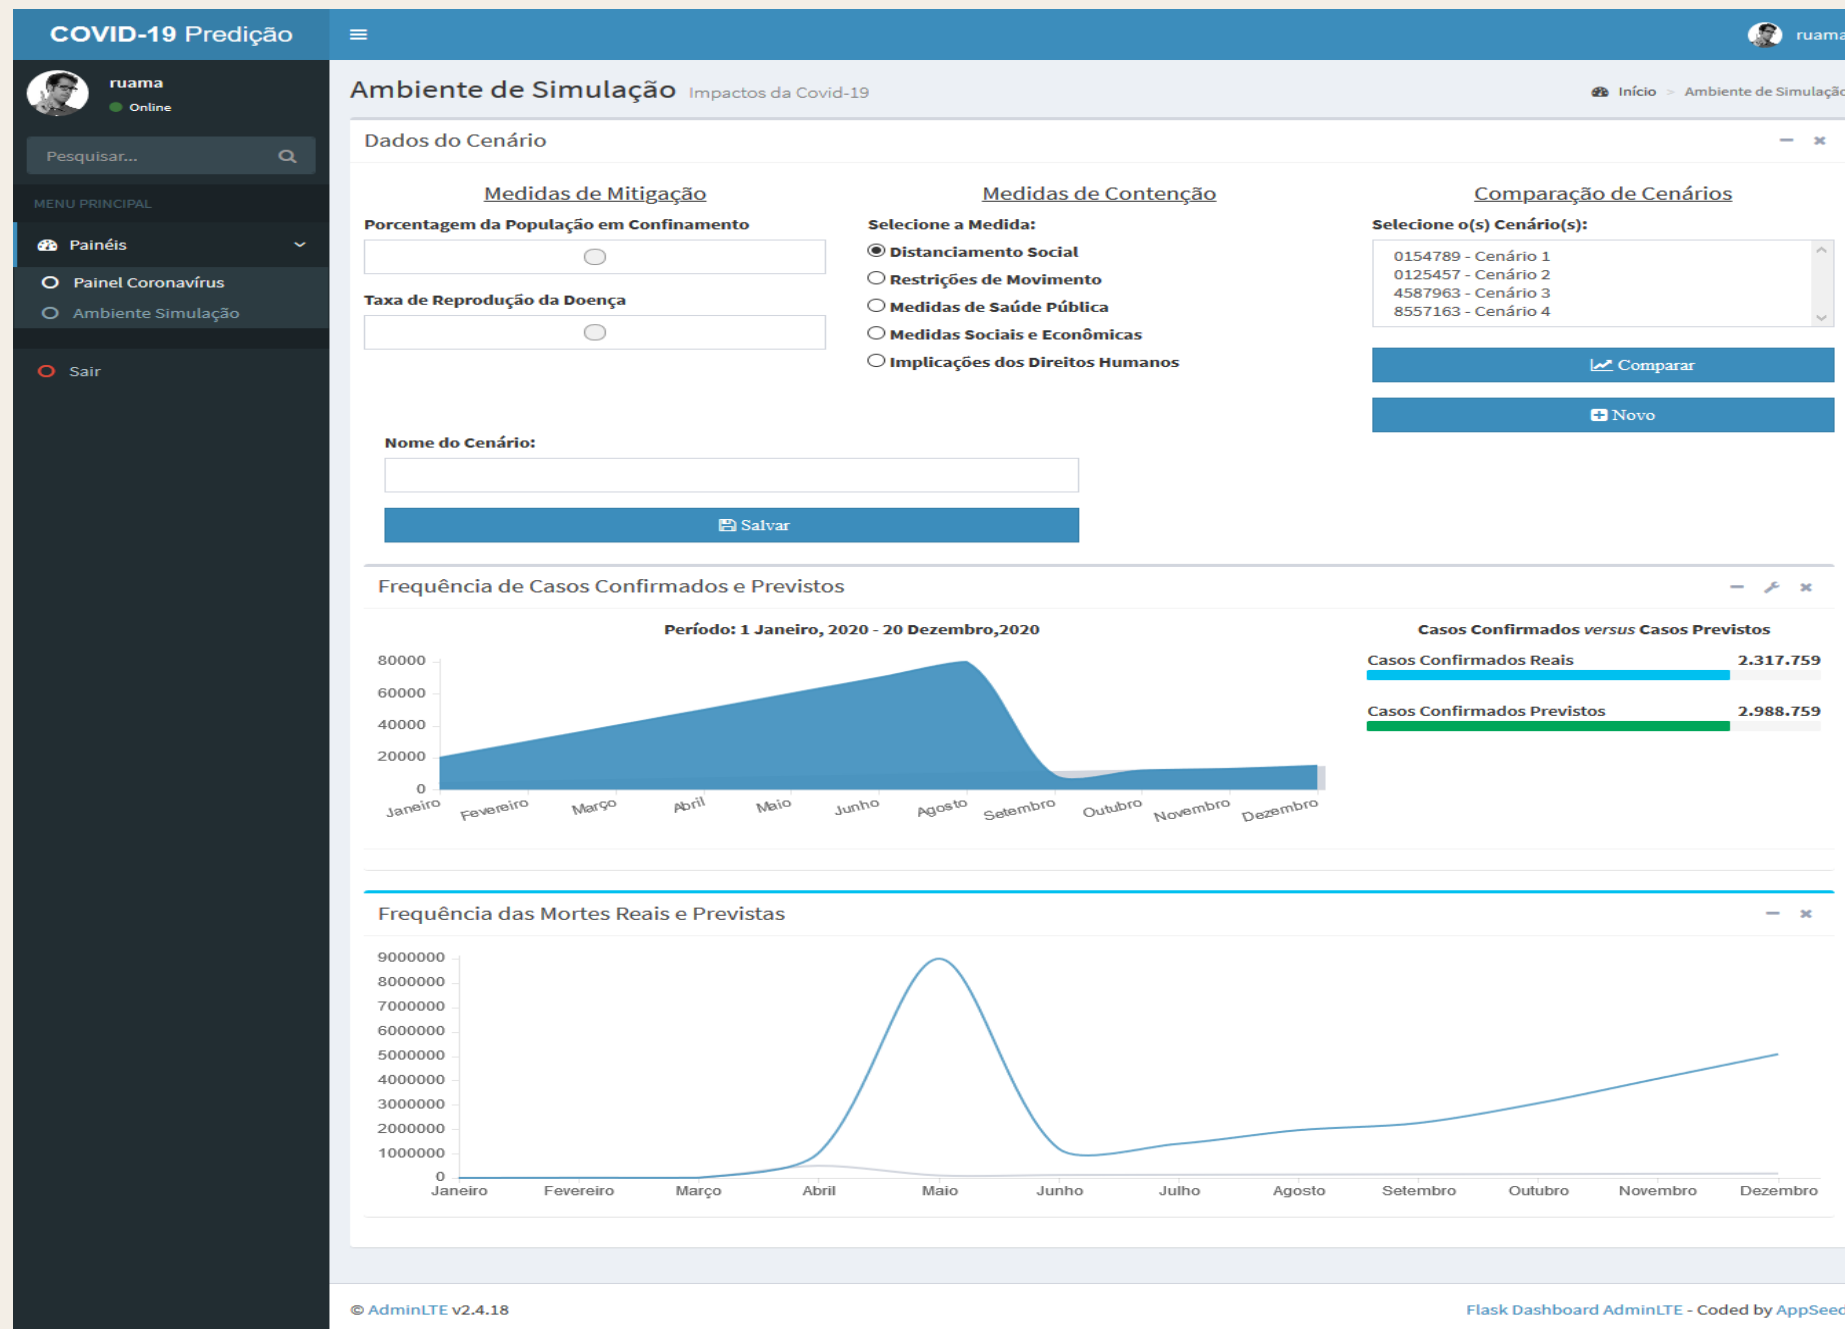 COVID-19 Predição
ruama
ruama
Online
Pesquisar...
MENU PRINCIPAL
Painéis
Painel Coronavírus
Ambiente Simulação
Sair
Ambiente de Simulação Impactos da Covid-19
Início > Ambiente de Simulação
Dados do Cenário
Medidas de Mitigação
Porcentagem da População em Confinamento
Taxa de Reprodução da Doença
Medidas de Contenção
Selecione a Medida:
Distanciamento Social
Restrições de Movimento
Medidas de Saúde Pública
Medidas Sociais e Econômicas
Implicações dos Direitos Humanos
Comparação de Cenários
Selecione o(s) Cenário(s):
0154789 - Cenário 1
0125457 - Cenário 2
4587963 - Cenário 3
8557163 - Cenário 4
Comparar
Novo
Nome do Cenário:
Salvar
Frequência de Casos Confirmados e Previstos
Período: 1 Janeiro, 2020 - 20 Dezembro,2020
80000
60000
40000
20000
0
Janeiro Fevereiro Março Abril Maio Junho Agosto Setembro Outubro Novembro Dezembro
Casos Confirmados versus Casos Previstos
Casos Confirmados Reais 2.317.759
Casos Confirmados Previstos 2.988.759
Frequência das Mortes Reais e Previstas
9000000
8000000
7000000
6000000
5000000
4000000
3000000
2000000
1000000
0
Janeiro Fevereiro Março Abril Maio Junho Julho Agosto Setembro Outubro Novembro Dezembro
© AdminLTE v2.4.18
Flask Dashboard AdminLTE - Coded by AppSeed